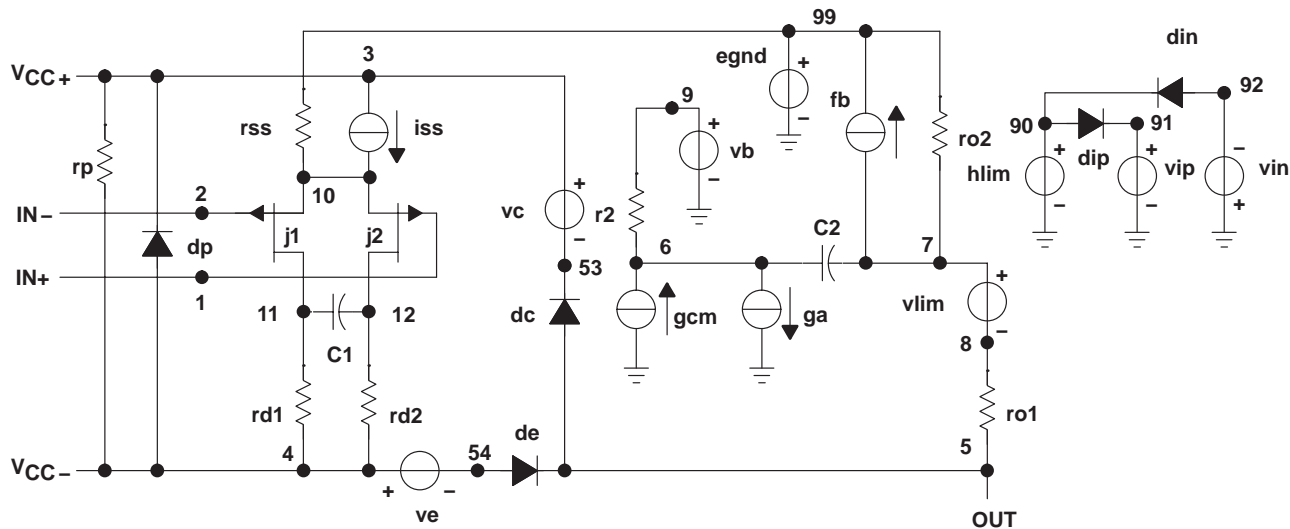 99
3
din
VCC+
egnd
9
92
fb
rss
iss
90
91
rp
vb
ro2
dip
hlim
vip
vin
10
2
vc
r2
IN−
C2
j1
j2
6
7
dp
IN+
53
1
vlim
11
12
dc
gcm
ga
8
C1
rd1
rd2
ro1
de
5
4
54
VCC−
ve
OUT
+
−
+
−
+
−
+
−
+
−
+
−
−
+
+
−
+
−